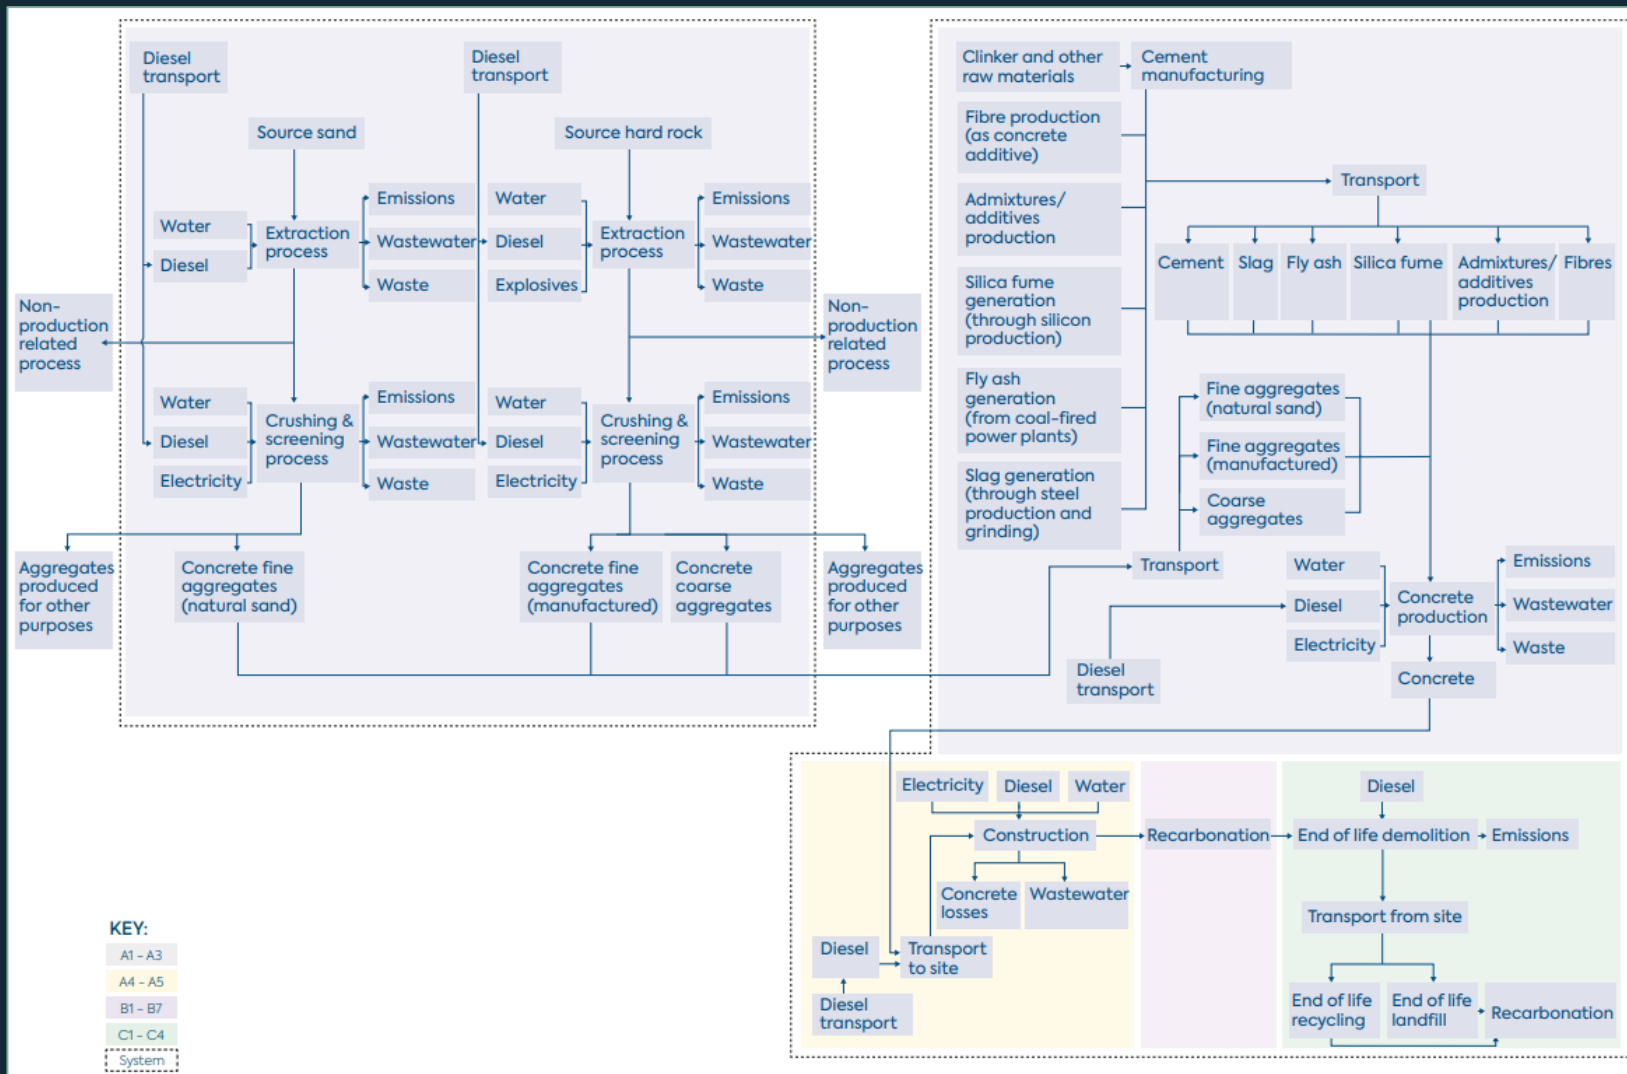 Diesel
transport
Diesel
transport
Source sand
Source hard rock
Water
Diesel
Extraction
process
Emissions
Wastewater
Waste
Water
Diesel
Explosives
Extraction
process
Emissions
Wastewater
Waste
Non-
production
related
process
Non-
production
related
process
Water
Diesel
Electricity
Crushing &
screening
process
Emissions
Wastewater
Waste
Water
Diesel
Electricity
Crushing &
screening
process
Emissions
Wastewater
Waste
Aggregates
produced
for other
purposes
Concrete fine
aggregates
(natural sand)
Concrete fine
aggregates
(manufactured)
Concrete
coarse
aggregates
Aggregates
produced
for other
purposes
Clinker and other
raw materials
Cement
manufacturing
Fibre production
(as concrete
additive)
Admixtures/
additives
production
Silica fume
generation
(through silicon
production)
Fly ash
generation
(from coal-fired
power plants)
Slag generation
(through steel
production and
grinding)
Transport
Cement
Slag
Fly ash
Silica fume
Admixtures/
additives
production
Fibres
Fine aggregates
(natural sand)
Fine aggregates
(manufactured)
Coarse
aggregates
Transport
Water
Diesel
Electricity
Concrete
production
Emissions
Wastewater
Waste
Diesel
transport
Concrete
Electricity
Diesel
Water
Construction
Concrete
losses
Wastewater
Diesel
Transport
to site
Diesel
transport
Recarbonation
Diesel
End of life demolition
Emissions
Transport from site
End of life
recycling
End of life
landfill
Recarbonation
KEY:
A1 - A3
A4 - A5
B1 - B7
C1 - C4
System